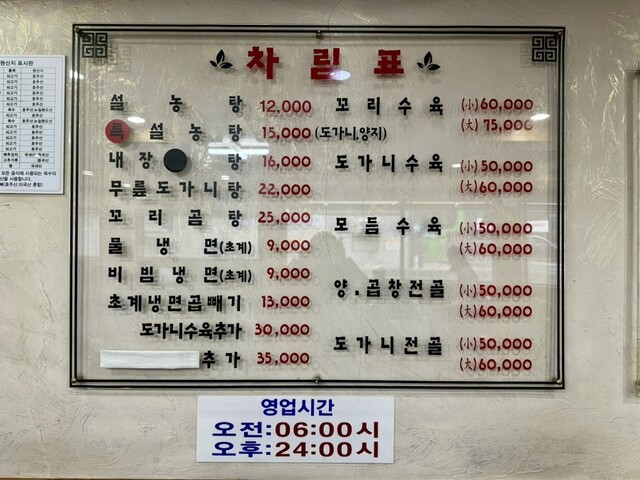 차림표
설농탕 12,000
특 설농탕 15,000 (도가니,양지)
내장탕 16,000
무릎도가니탕 22,000
꼬리곰탕 25,000
물냉면(초계) 9,000
비빔냉면(초계) 9,000
초계냉면곱빼기 13,000
도가니수육추가 30,000
추가 35,000
꼬리수육 (小)60,000
(大) 75,000
도가니수육 (小)50,000
(大) 60,000
모듬수육 (小)50,000
(大) 60,000
양.곱창전골 (小)50,000
(大) 60,000
도가니전골 (小)50,000
(大) 60,000
영업시간
오전:06:00시
오후:24:00시
원산지 표시판